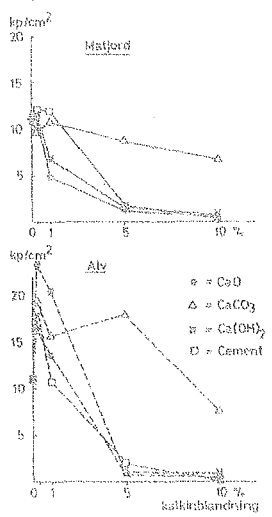 kp/cm²
20
Matjord
15
10
5
0 1 5 10 %
kp/cm²
Alv
20
15
10
5
o = CaO
△ = CaCO₃
¤ = Ca(OH)₂
□ = Cement
0 1 5 10 %
kalkinblandning